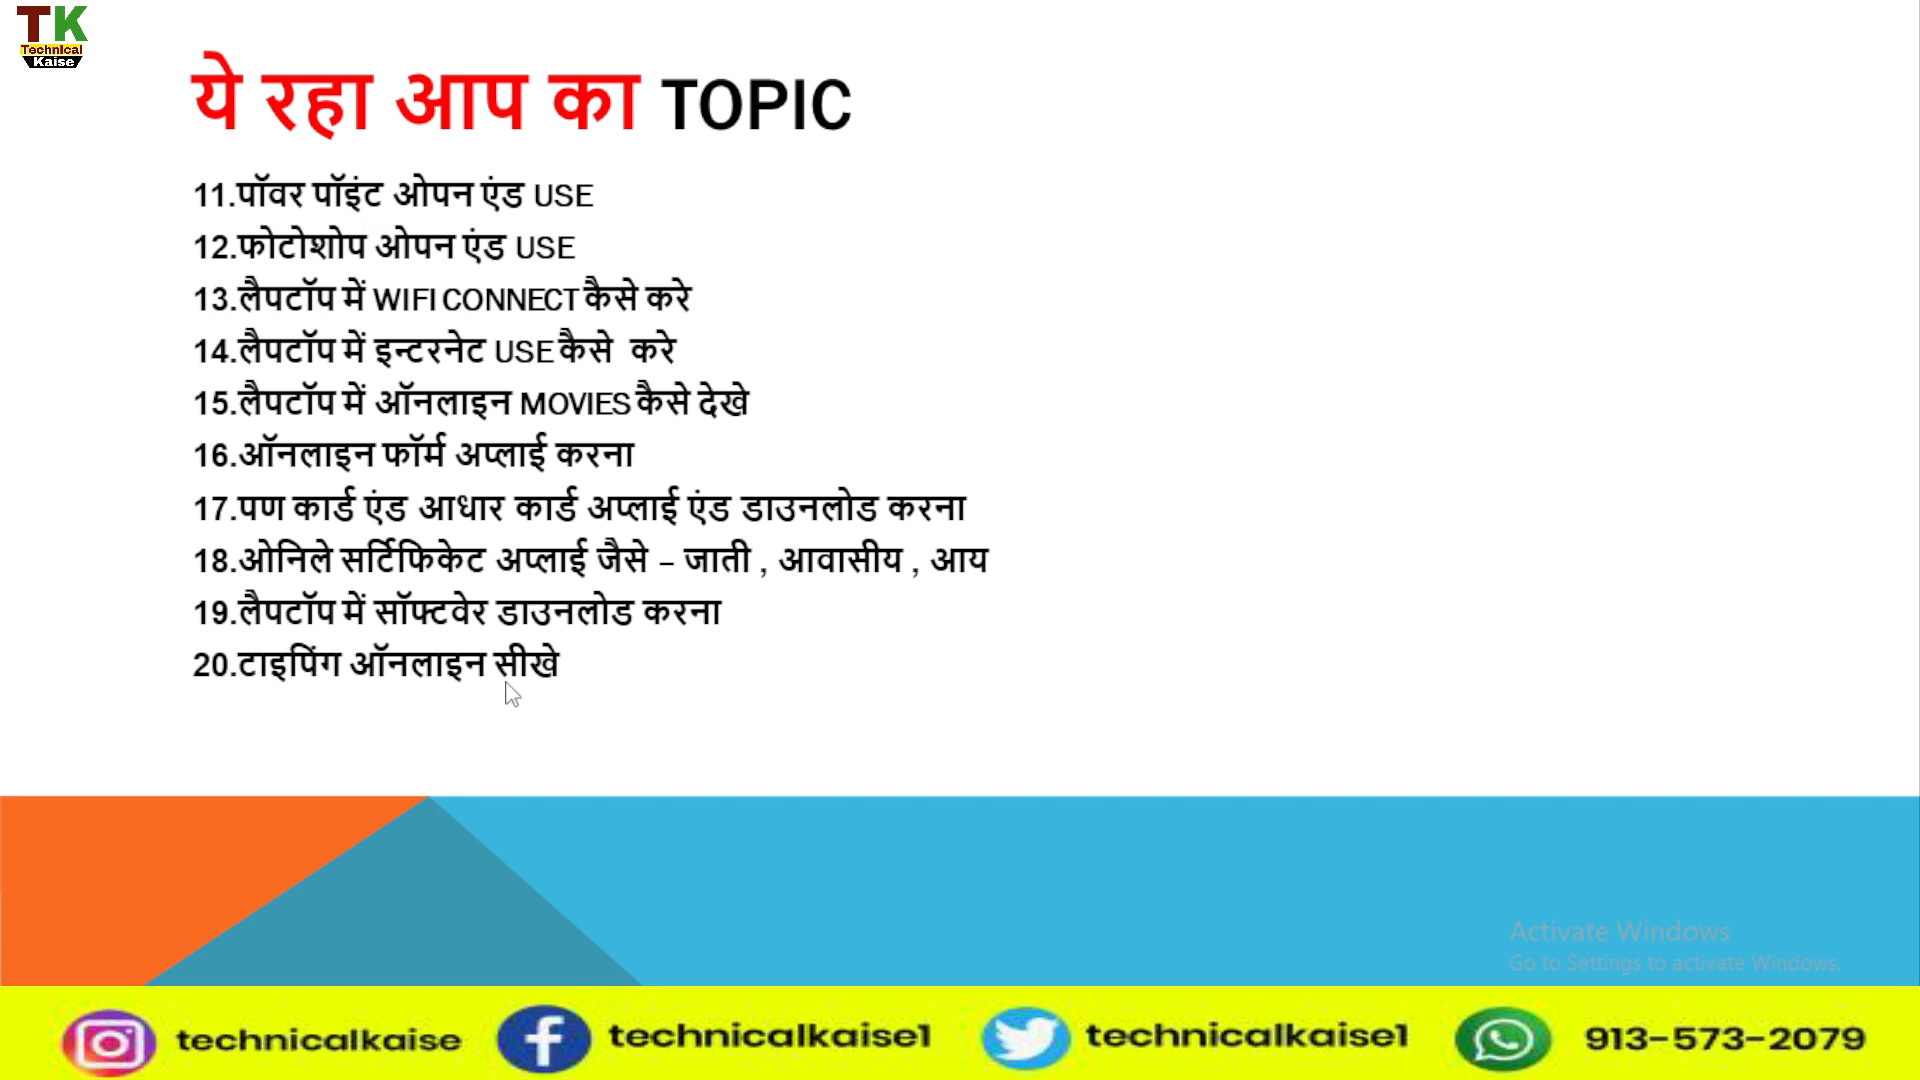 TK
Technical
Kaise
ये रहा आप का TOPIC
11.पॉवर पॉइंट ओपन एंड USE
12.फोटोशोप ओपन एंड USE
13.लैपटॉप में WIFI CONNECT कैसे करे
14.लैपटॉप में इन्टरनेट USE कैसे करे
15.लैपटॉप में ऑनलाइन MOVIES कैसे देखे
16.ऑनलाइन फॉर्म अप्लाई करना
17.पण कार्ड एंड आधार कार्ड अप्लाई एंड डाउनलोड करना
18.ओनिले सर्टिफिकेट अप्लाई जैसे – जाती , आवासीय , आय
19.लैपटॉप में सॉफ्टवेर डाउनलोड करना
20.टाइपिंग ऑनलाइन सीखे
Activate Windows
Go to Settings to activate Windows.
technicalkaise technicalkaise1 technicalkaise1 913-573-2079